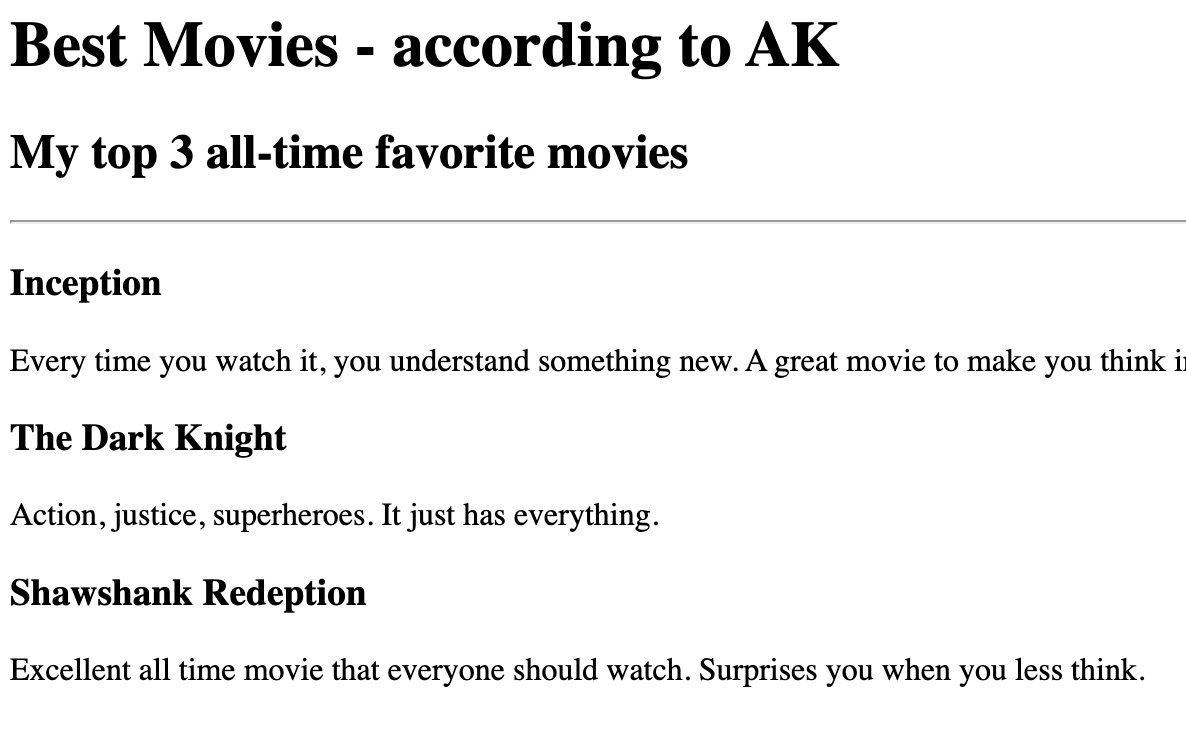 Best Movies - according to AK
My top 3 all-time favorite movies
Inception
Every time you watch it, you understand something new. A great movie to make you think
The Dark Knight
Action, justice, superheroes. It just has everything.
Shawshank Redeption
Excellent all time movie that everyone should watch. Surprises you when you less think.